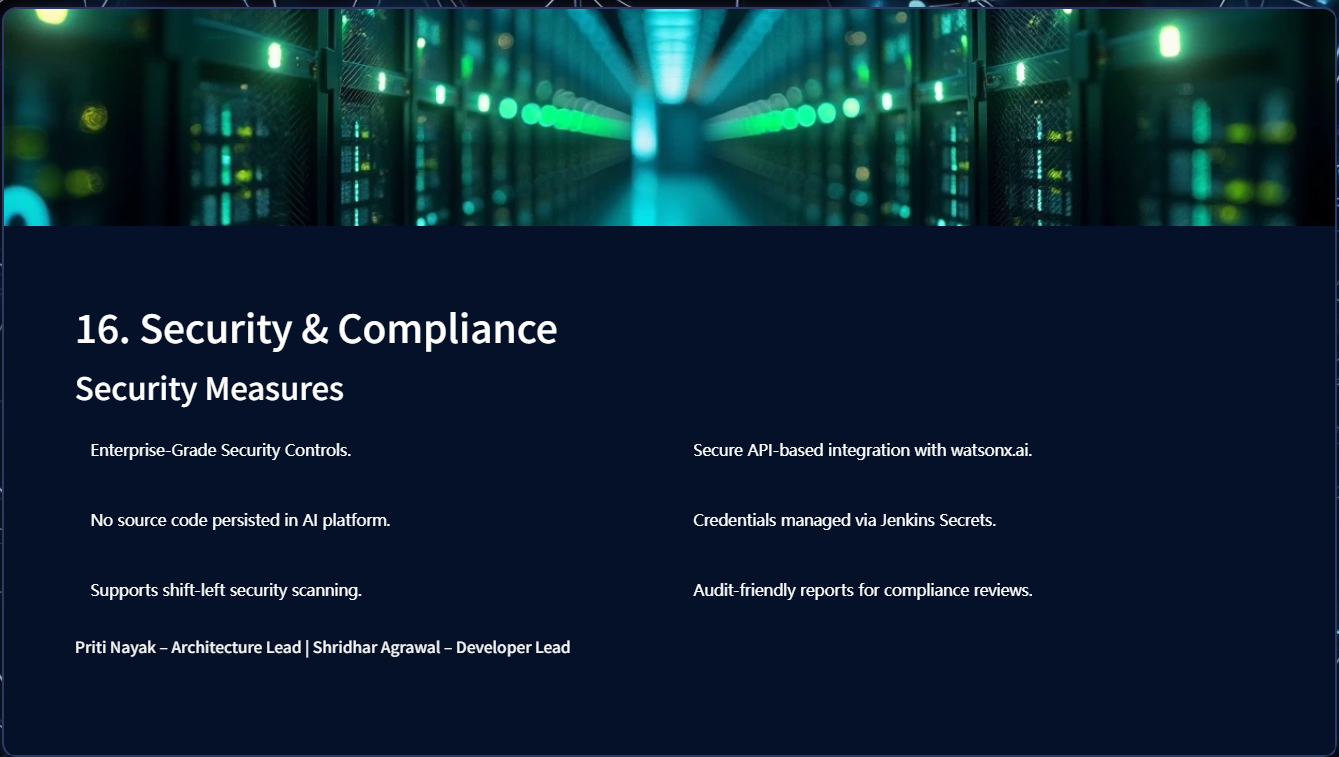 16. Security & Compliance
Security Measures
Enterprise-Grade Security Controls.
Secure API-based integration with watsonx.ai.
No source code persisted in AI platform.
Credentials managed via Jenkins Secrets.
Supports shift-left security scanning.
Audit-friendly reports for compliance reviews.
Priti Nayak – Architecture Lead | Shridhar Agrawal – Developer Lead